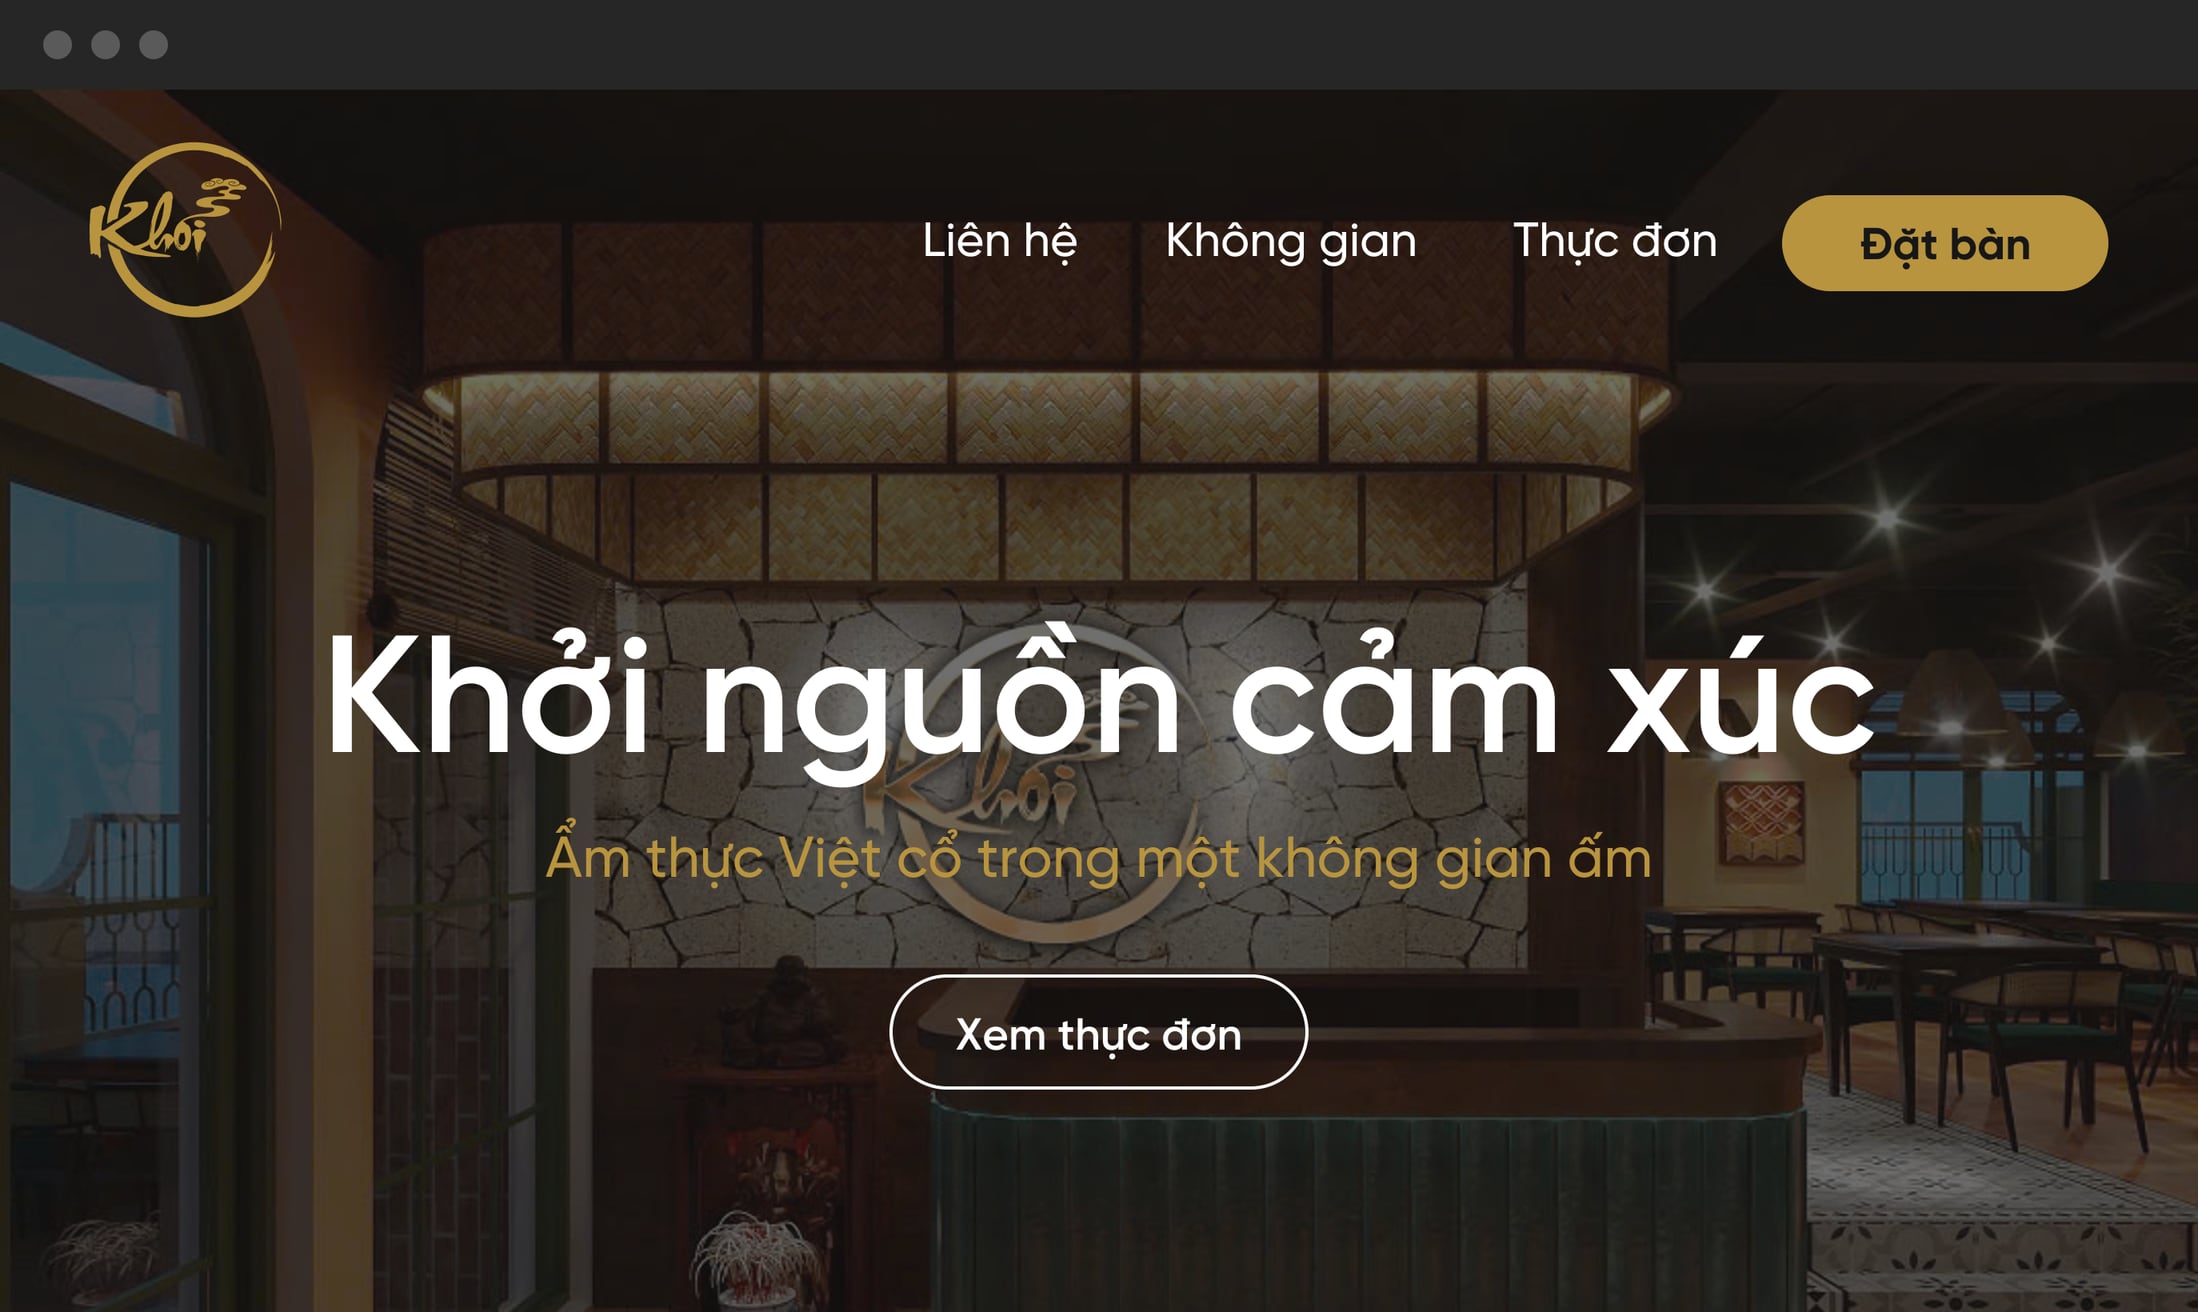 Khói
Liên hệ
Không gian
Thực đơn
Đặt bàn
Khởi nguồn cảm xúc
Khói
Ẩm thực Việt cổ trong một không gian ấm
Xem thực đơn